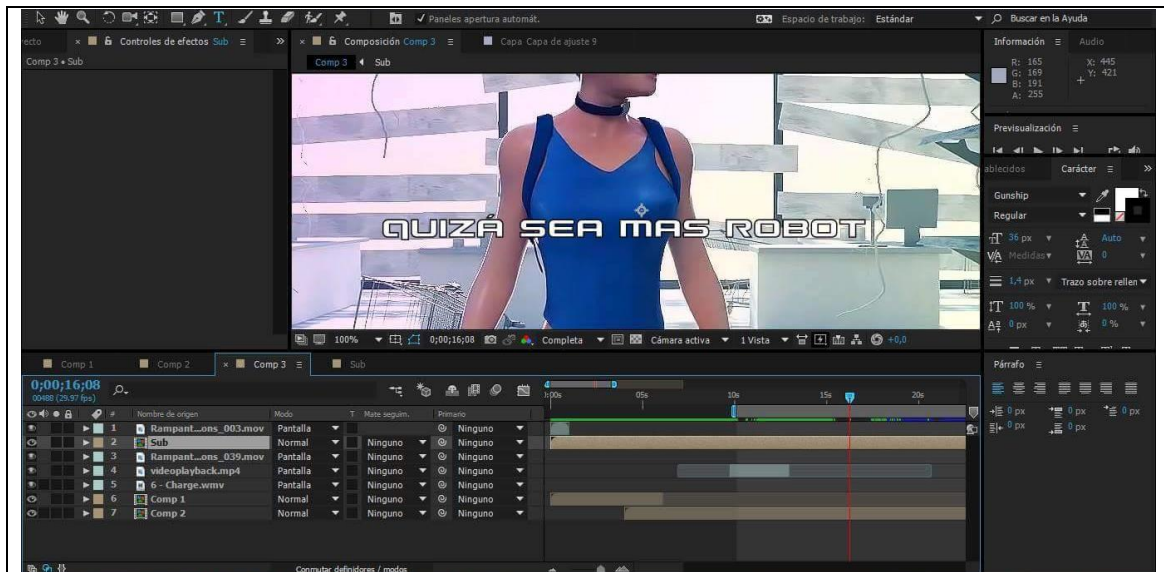 Paneles apertura automát.
Espacio de trabajo: Estándar
Buscar en la Ayuda
ecto
Controles de efectos Sub
Composición Comp 3
Capa Capa de ajuste 9
Información
Audio
Comp 3 • Sub
Comp 3
Sub
R: 165
G: 169
B: 191
A: 255
X: 445
Y: 421
Previsualización
ablecidos
Carácter
Gunship
Regular
QUIZÁ SEA MAS ROBOT
36 px
Auto
Medidas
0
1,4 px
Trazo sobre rellen
100 %
100 %
0 px
0 %
100%
0;00;16;08
Completa
Cámara activa
1 Vista
+0,0
Comp 1
Comp 2
Comp 3
Sub
Párrafo
0;00;16;08
00488 (29.97 fps)
05s
10s
15s
20s
# Nombre de origen Modo T Mate seguim. Primario
1 Rampant...ons_003.mov Pantalla Ninguno
2 Sub Normal Ninguno Ninguno
3 Rampant...ons_039.mov Pantalla Ninguno Ninguno
4 videoplayback.mp4 Pantalla Ninguno Ninguno
5 6 - Charge.wmv Pantalla Ninguno Ninguno
6 Comp 1 Normal Ninguno Ninguno
7 Comp 2 Normal Ninguno Ninguno
0 px
0 px
0 px
0 px
0 px
Conmutar definidores / modos